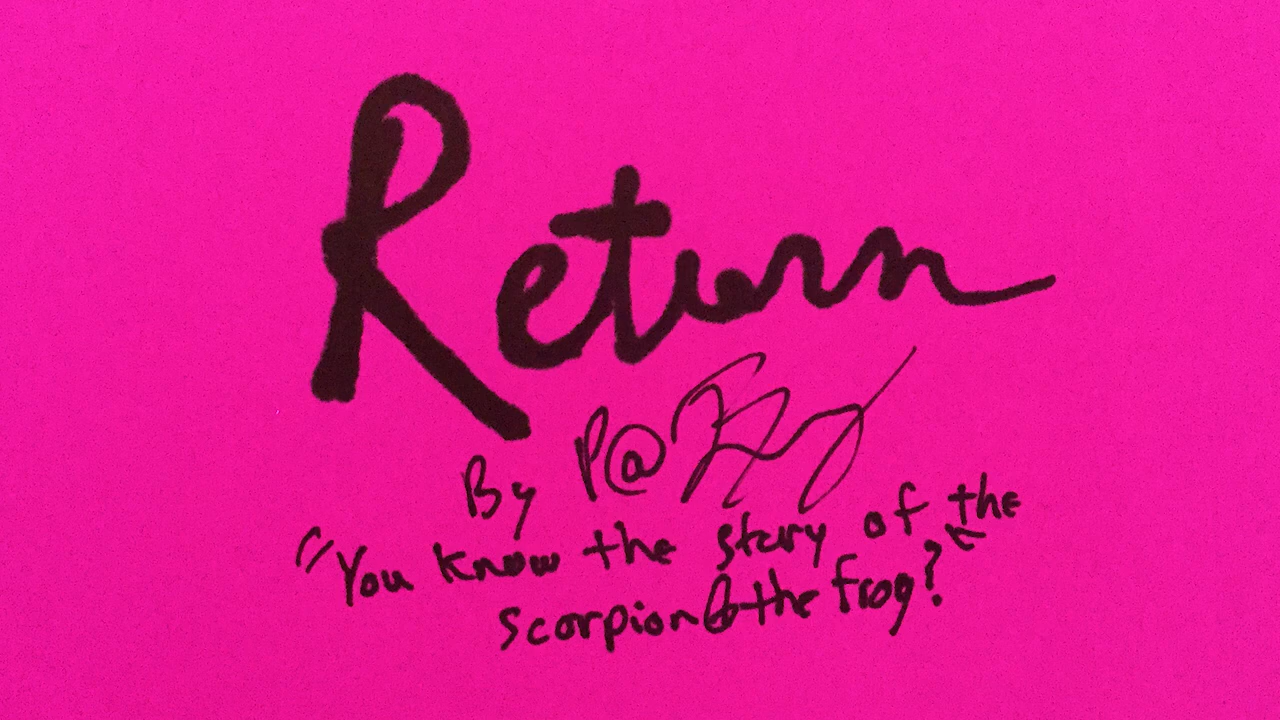 Return
By P@
"You know the story of the
scorpion & the frog?"